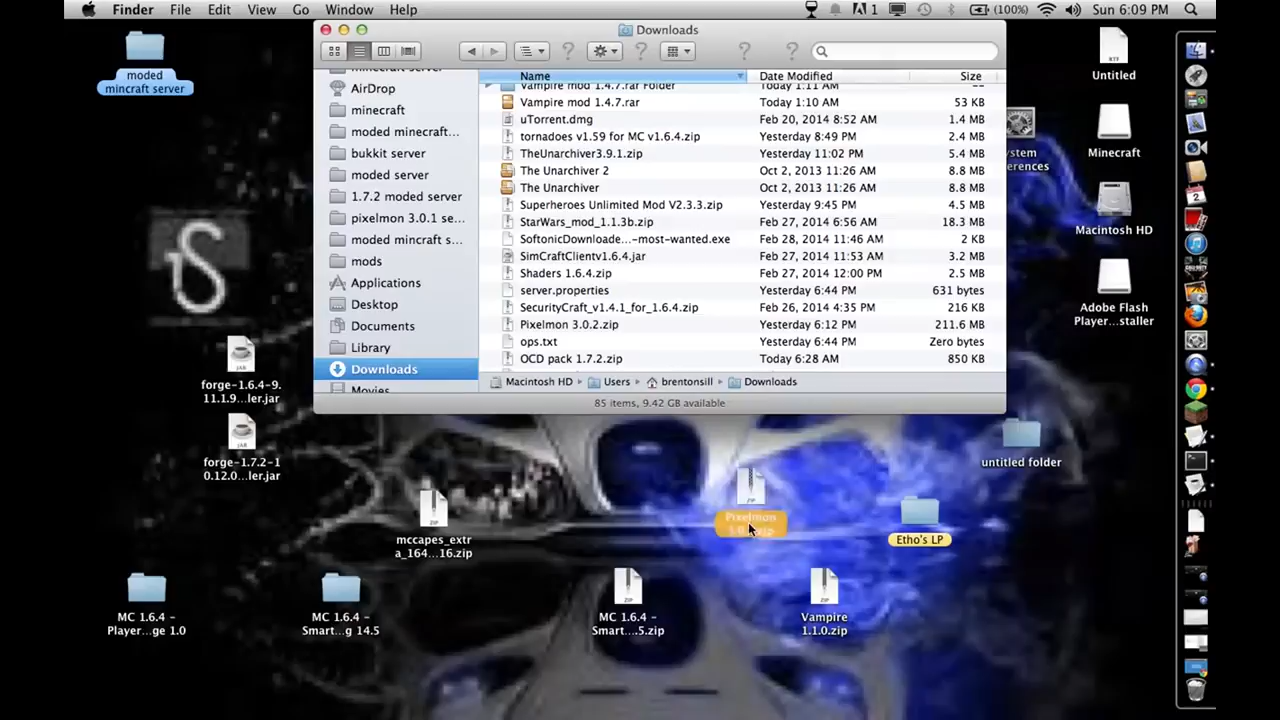 Finder File Edit View Go Window Help
1 (100%) Sun 6:09 PM
Downloads
Name Date Modified Size
AirDrop
minecraft
moded minecraft...
bukkit server
moded server
1.7.2 moded server
pixelmon 3.0.1 se...
moded mincraft s...
mods
Applications
Desktop
Documents
Library
Downloads
Movies
Vampire mod 1.4.7.rar Folder Today 1:11 AM --
Vampire mod 1.4.7.rar Today 1:10 AM 53 KB
uTorrent.dmg Feb 20, 2014 8:52 AM 1.4 MB
tornadoes v1.59 for MC v1.6.4.zip Yesterday 8:49 PM 2.4 MB
TheUnarchiver3.9.1.zip Yesterday 11:02 PM 5.4 MB
The Unarchiver 2 Oct 2, 2013 11:26 AM 8.8 MB
The Unarchiver Oct 2, 2013 11:26 AM 8.8 MB
Superheroes Unlimited Mod V2.3.3.zip Yesterday 9:45 PM 4.5 MB
StarWars_mod_1.1.3b.zip Feb 27, 2014 6:56 AM 18.3 MB
SoftonicDownloade...-most-wanted.exe Feb 28, 2014 11:46 AM 2 KB
SimCraftClientv1.6.4.jar Feb 27, 2014 11:53 AM 3.2 MB
Shaders 1.6.4.zip Feb 27, 2014 12:00 PM 2.5 MB
server.properties Yesterday 6:44 PM 631 bytes
SecurityCraft_v1.4.1_for_1.6.4.zip Feb 26, 2014 4:35 PM 216 KB
Pixelmon 3.0.2.zip Yesterday 6:12 PM 211.6 MB
ops.txt Yesterday 6:44 PM Zero bytes
OCD pack 1.7.2.zip Today 6:28 AM 850 KB
Macintosh HD Users brentonsill Downloads
85 items, 9.42 GB available
moded
mincraft server
forge-1.6.4-9.
11.1.9...ler.jar
forge-1.7.2-1
0.12.0...ler.jar
mccapes_extr
a_164...16.zip
Pixelmon
Etho's LP
untitled folder
MC 1.6.4 -
Player...ge 1.0
MC 1.6.4 -
Smart...g 14.5
MC 1.6.4 -
Smart....5.zip
Vampire
1.1.0.zip
Untitled
Minecraft
Macintosh HD
Adobe Flash
Player...staller